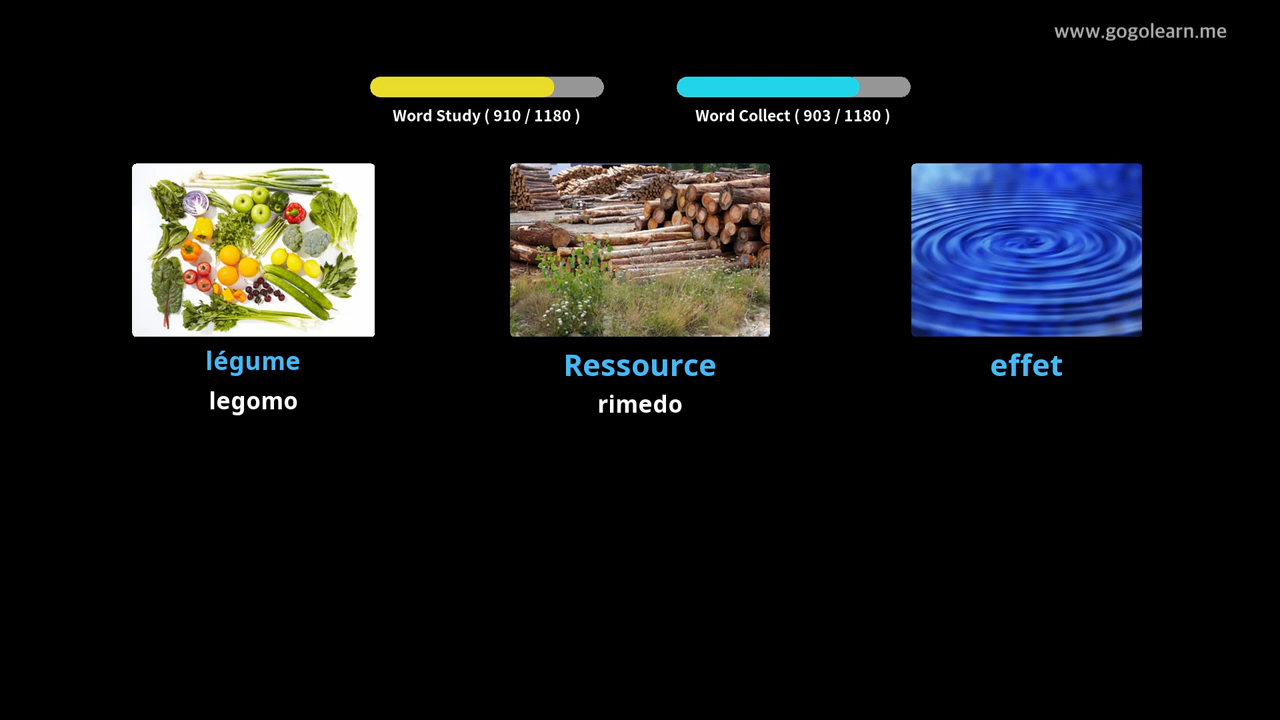 www.gogolearn.me
Word Study ( 910 / 1180 )
Word Collect ( 903 / 1180 )
légume
legomo
Ressource
rimedo
effet